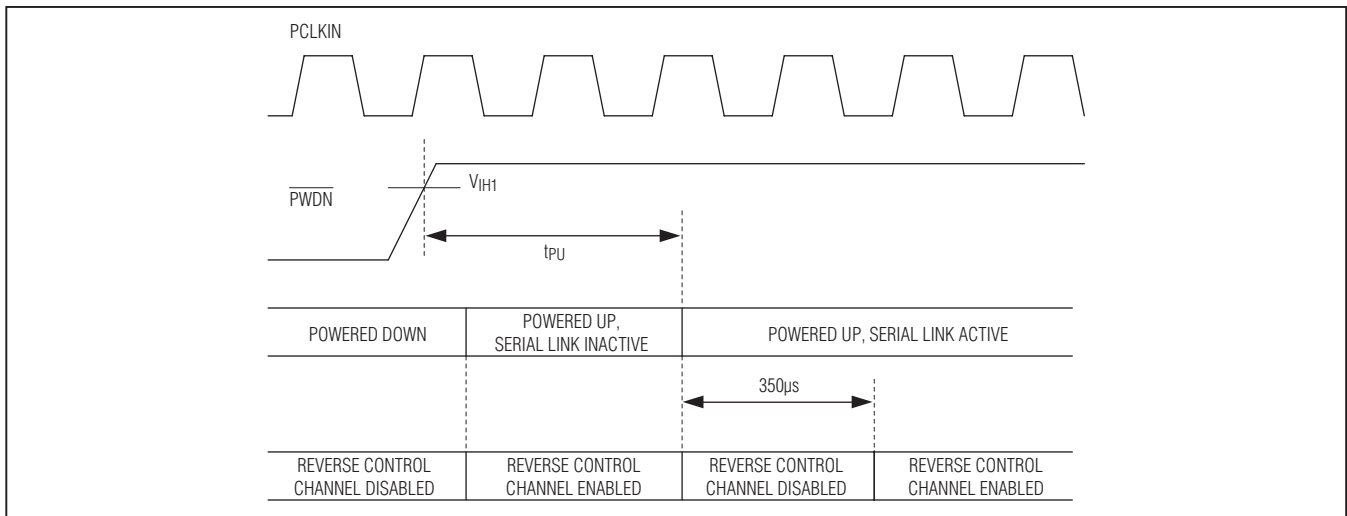 PCLKIN
PWDN
VIH1
tPU
POWERED DOWN
POWERED UP,
SERIAL LINK INACTIVE
POWERED UP, SERIAL LINK ACTIVE
350µs
REVERSE CONTROL
CHANNEL DISABLED
REVERSE CONTROL
CHANNEL ENABLED
REVERSE CONTROL
CHANNEL DISABLED
REVERSE CONTROL
CHANNEL ENABLED